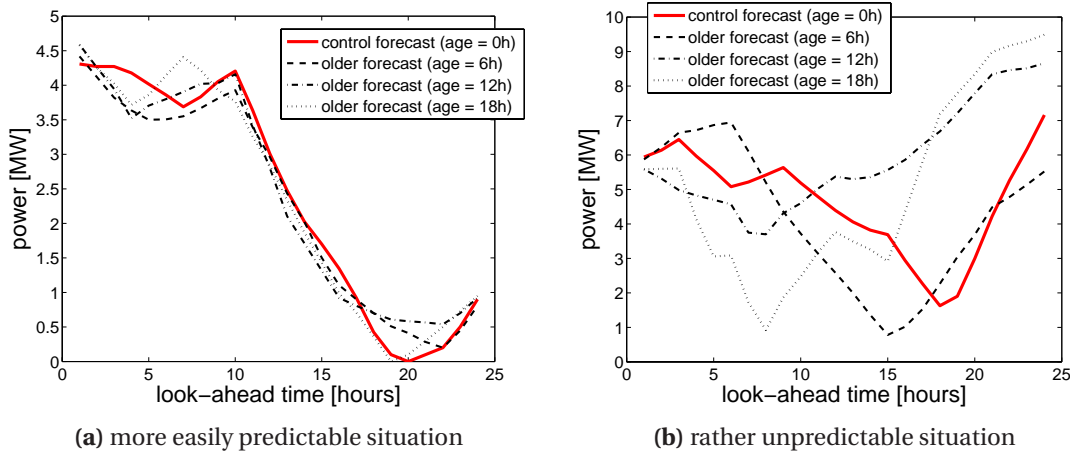 5
4.5
4
3.5
3
2.5
2
1.5
1
0.5
0
0 5 10 15 20 25
power [MW]
look−ahead time [hours]
control forecast (age = 0h)
older forecast (age = 6h)
older forecast (age = 12h)
older forecast (age = 18h)
(a) more easily predictable situation
10
9
8
7
6
5
4
3
2
1
0
0 5 10 15 20 25
power [MW]
look−ahead time [hours]
control forecast (age = 0h)
older forecast (age = 6h)
older forecast (age = 12h)
older forecast (age = 18h)
(b) rather unpredictable situation